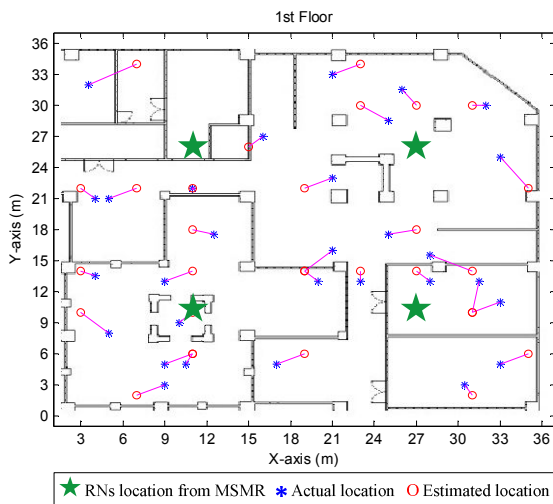 1st Floor
36
33
30
27
24
21
18
15
12
9
6
3
0
Y-axis (m)
3 6 9 12 15 18 21 24 27 30 33 36
X-axis (m)
RNs location from MSMR Actual location Estimated location